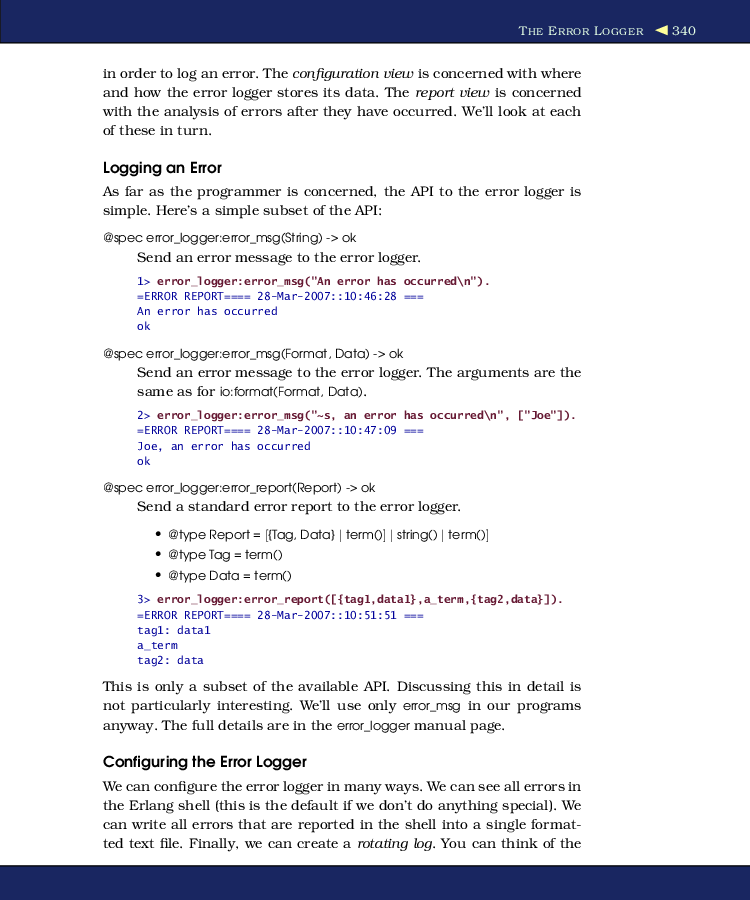 THE ERROR LOGGER ◀ 340
in order to log an error. The configuration view is concerned with where
and how the error logger stores its data. The report view is concerned
with the analysis of errors after they have occurred. We'll look at each
of these in turn.
Logging an Error
As far as the programmer is concerned, the API to the error logger is
simple. Here's a simple subset of the API:
@spec error_logger:error_msg(String) -> ok
Send an error message to the error logger.
1> error_logger:error_msg("An error has occurred\n").
=ERROR REPORT==== 28-Mar-2007::10:46:28 ===
An error has occurred
ok
@spec error_logger:error_msg(Format, Data) -> ok
Send an error message to the error logger. The arguments are the
same as for io:format(Format, Data).
2> error_logger:error_msg("~s, an error has occurred\n", ["Joe"]).
=ERROR REPORT==== 28-Mar-2007::10:47:09 ===
Joe, an error has occurred
ok
@spec error_logger:error_report(Report) -> ok
Send a standard error report to the error logger.
• @type Report = [{Tag, Data} | term()] | string() | term()]
• @type Tag = term()
• @type Data = term()
3> error_logger:error_report([{tag1,data1},a_term,{tag2,data}]).
=ERROR REPORT==== 28-Mar-2007::10:51:51 ===
tag1: data1
a_term
tag2: data
This is only a subset of the available API. Discussing this in detail is
not particularly interesting. We'll use only error_msg in our programs
anyway. The full details are in the error_logger manual page.
Configuring the Error Logger
We can configure the error logger in many ways. We can see all errors in
the Erlang shell (this is the default if we don't do anything special). We
can write all errors that are reported in the shell into a single format-
ted text file. Finally, we can create a rotating log. You can think of the